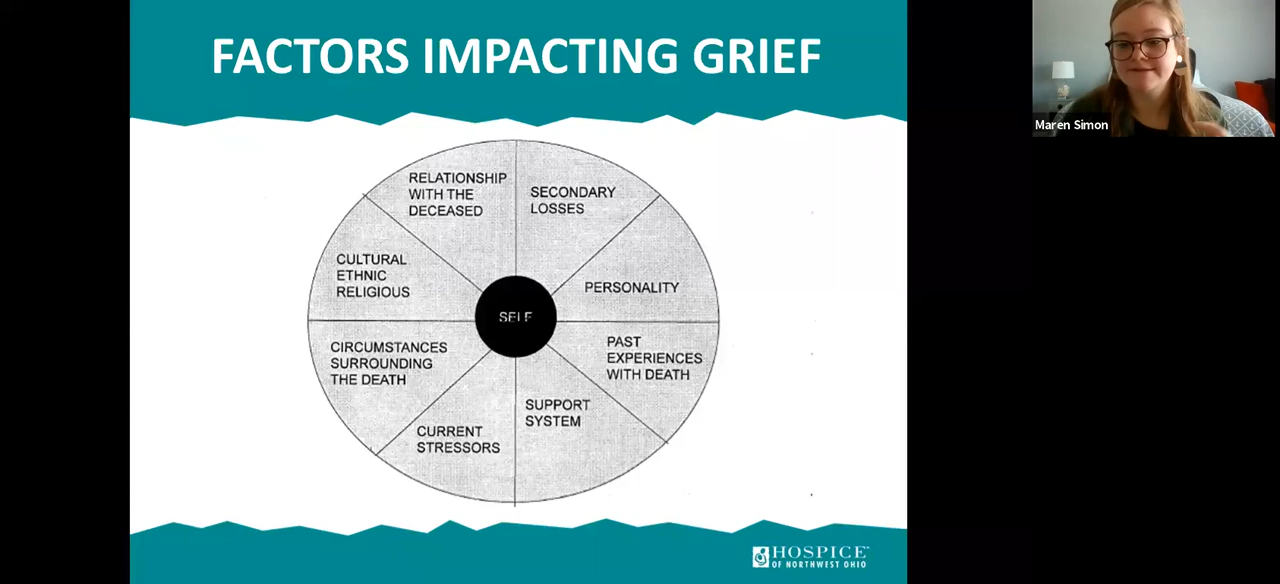 FACTORS IMPACTING GRIEF
Maren Simon
RELATIONSHIP
WITH THE
DECEASED
SECONDARY
LOSSES
CULTURAL
ETHNIC
RELIGIOUS
PERSONALITY
SELF
CIRCUMSTANCES
SURROUNDING
THE DEATH
PAST
EXPERIENCES
WITH DEATH
SUPPORT
SYSTEM
CURRENT
STRESSORS
HOSPICE
OF NORTHWEST OHIO